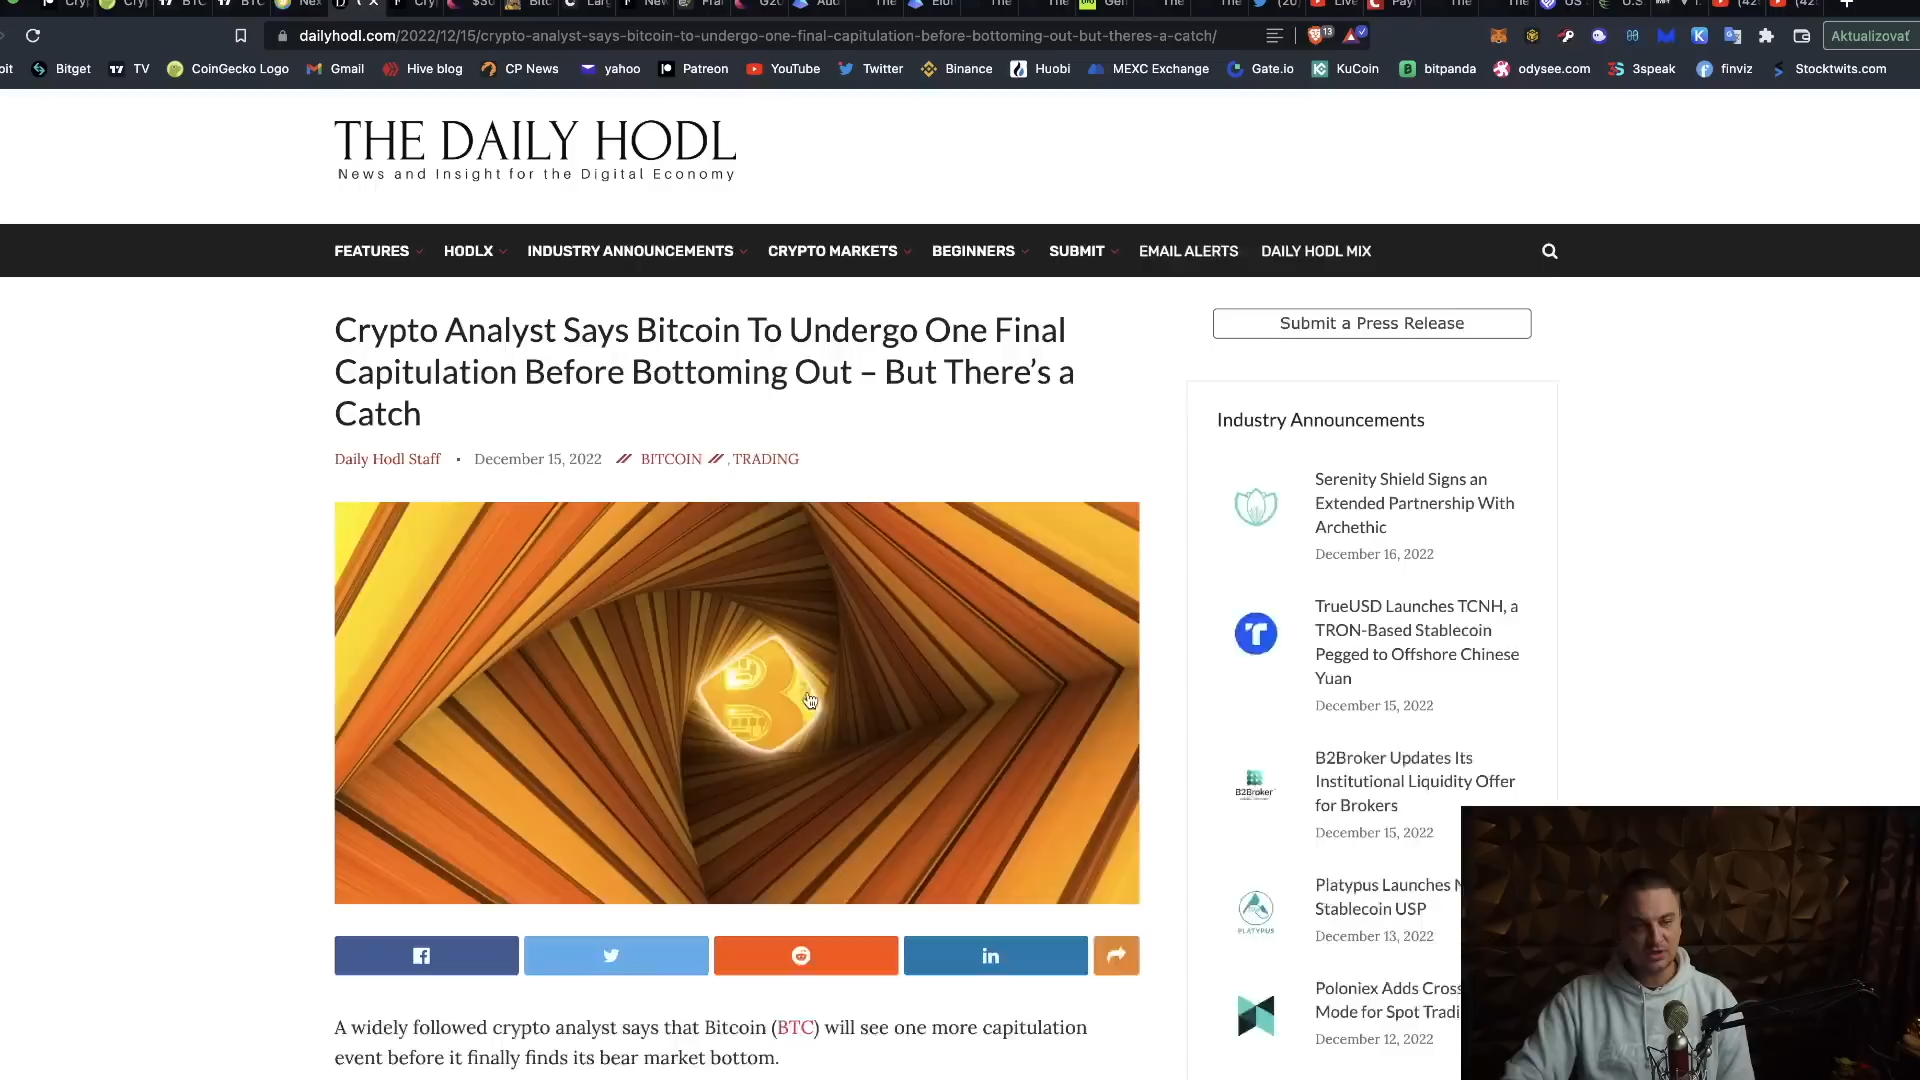 dailyhodl.com/2022/12/15/crypto-analyst-says-bitcoin-to-undergo-one-final-capitulation-before-bottoming-out-but-theres-a-catch/
13
Aktualizovať
Bitget TV CoinGecko Logo Gmail Hive blog CP News yahoo Patreon YouTube Twitter Binance Huobi MEXC Exchange Gate.io KuCoin bitpanda odysee.com 3speak finviz Stocktwits.com
THE DAILY HODL
News and Insight for the Digital Economy
FEATURES HODLX INDUSTRY ANNOUNCEMENTS CRYPTO MARKETS BEGINNERS SUBMIT EMAIL ALERTS DAILY HODL MIX
Crypto Analyst Says Bitcoin To Undergo One Final
Capitulation Before Bottoming Out – But There's a
Catch
Daily Hodl Staff · December 15, 2022 // BITCOIN // , TRADING
A widely followed crypto analyst says that Bitcoin (BTC) will see one more capitulation
event before it finally finds its bear market bottom.
Submit a Press Release
Industry Announcements
Serenity Shield Signs an
Extended Partnership With
Archethic
December 16, 2022
TrueUSD Launches TCNH, a
TRON-Based Stablecoin
Pegged to Offshore Chinese
Yuan
December 15, 2022
B2Broker
B2Broker Updates Its
Institutional Liquidity Offer
for Brokers
December 15, 2022
PLATYPUS
Platypus Launches
Stablecoin USP
December 13, 2022
Poloniex Adds Cross
Mode for Spot Tradi
December 12, 2022